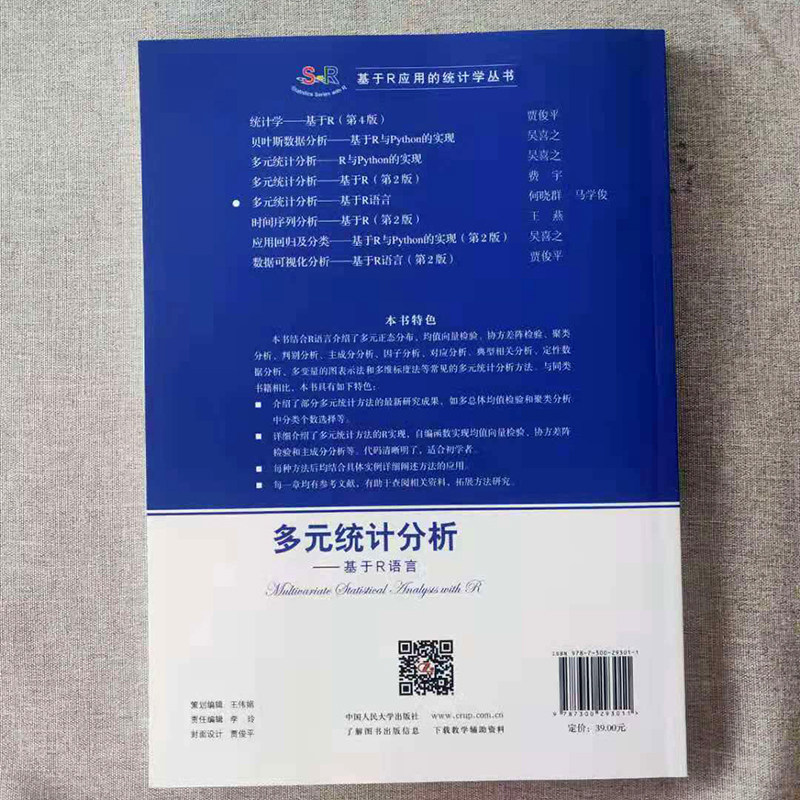 S-R
Statistics Series with R
基于R应用的统计学丛书
统计学——基于R（第4版） 贾俊平
贝叶斯数据分析——基于R与Python的实现 吴喜之
多元统计分析——R与Python的实现 吴喜之
多元统计分析——基于R（第2版） 费 宇
多元统计分析——基于R语言 何晓群 马学俊
时间序列分析——基于R（第2版） 王 燕
应用回归及分类——基于R与Python的实现（第2版） 吴喜之
数据可视化分析——基于R语言（第2版） 贾俊平
本书特色
本书结合R语言介绍了多元正态分布、均值向量检验、协方差阵检验、聚类
分析、判别分析、主成分分析、因子分析、对应分析、典型相关分析、定性数
据分析、多变量的图表示法和多维标度法等常见的多元统计分析方法。与同类
书籍相比，本书具有如下特色：
■ 介绍了部分多元统计方法的最新研究成果，如多总体均值检验和聚类分析
中分类个数选择等。
■ 详细介绍了多元统计方法的R实现，自编函数实现均值向量检验、协方差阵
检验和主成分分析等。代码清晰明了，适合初学者。
■ 每种方法后均结合具体实例详细阐述方法的应用。
■ 每一章均有参考文献，有助于查阅相关资料，拓展方法研究。
多元统计分析
——基于R语言
Multivariate Statistical Analysis with R
策划编辑 王伟娟
责任编辑 李 玲
封面设计 贾俊平
中国人民大学出版社 www.crup.com.cn
了解图书出版信息 下载教学辅助资料
ISBN 978-7-300-29301-1
9 787300 293011 >
定价：39.00元